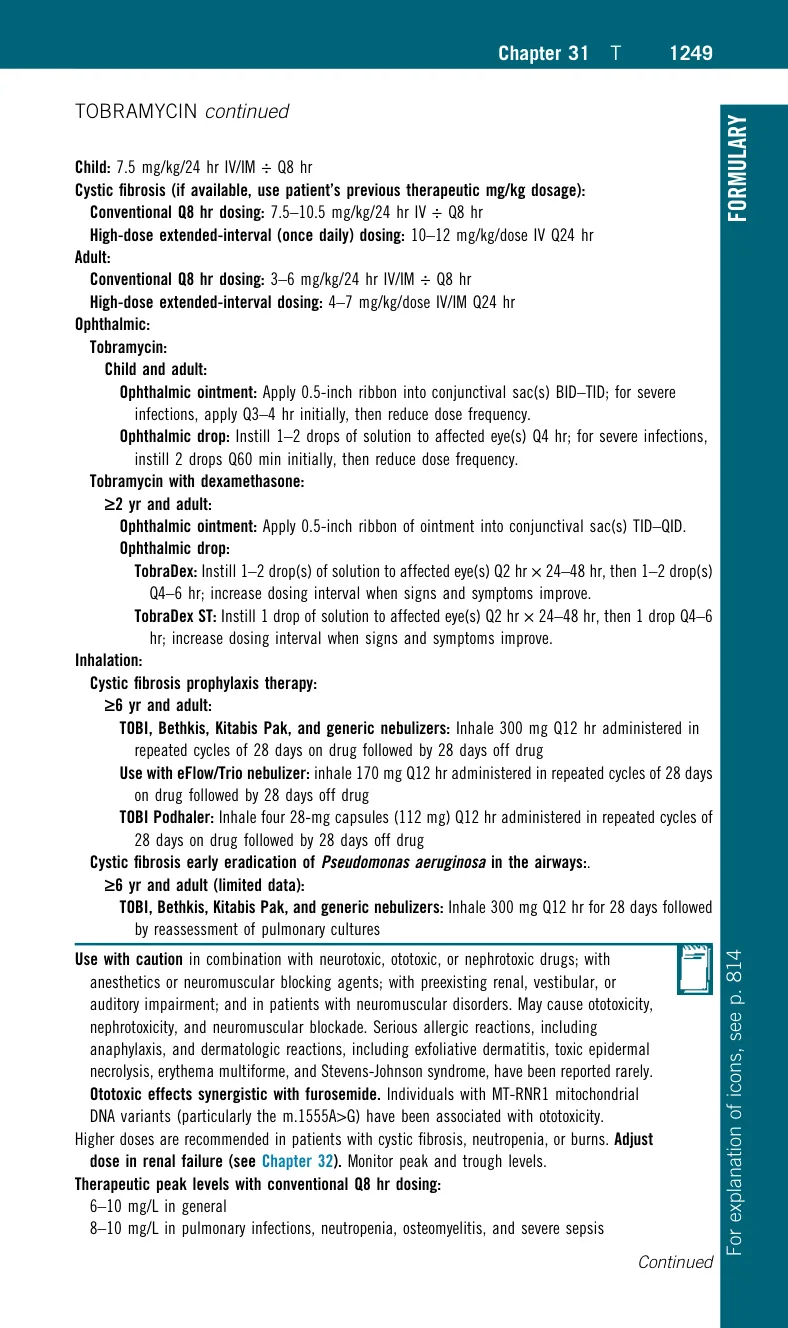 Chapter 31 T 1249
TOBRAMYCIN continued
Child: 7.5 mg/kg/24 hr IV/IM ÷ Q8 hr
Cystic fibrosis (if available, use patient's previous therapeutic mg/kg dosage):
Conventional Q8 hr dosing: 7.5–10.5 mg/kg/24 hr IV ÷ Q8 hr
High-dose extended-interval (once daily) dosing: 10–12 mg/kg/dose IV Q24 hr
Adult:
Conventional Q8 hr dosing: 3–6 mg/kg/24 hr IV/IM ÷ Q8 hr
High-dose extended-interval dosing: 4–7 mg/kg/dose IV/IM Q24 hr
Ophthalmic:
Tobramycin:
Child and adult:
Ophthalmic ointment: Apply 0.5-inch ribbon into conjunctival sac(s) BID–TID; for severe
infections, apply Q3–4 hr initially, then reduce dose frequency.
Ophthalmic drop: Instill 1–2 drops of solution to affected eye(s) Q4 hr; for severe infections,
instill 2 drops Q60 min initially, then reduce dose frequency.
Tobramycin with dexamethasone:
≥2 yr and adult:
Ophthalmic ointment: Apply 0.5-inch ribbon of ointment into conjunctival sac(s) TID–QID.
Ophthalmic drop:
TobraDex: Instill 1–2 drop(s) of solution to affected eye(s) Q2 hr × 24–48 hr, then 1–2 drop(s)
Q4–6 hr; increase dosing interval when signs and symptoms improve.
TobraDex ST: Instill 1 drop of solution to affected eye(s) Q2 hr × 24–48 hr, then 1 drop Q4–6
hr; increase dosing interval when signs and symptoms improve.
Inhalation:
Cystic fibrosis prophylaxis therapy:
≥6 yr and adult:
TOBI, Bethkis, Kitabis Pak, and generic nebulizers: Inhale 300 mg Q12 hr administered in
repeated cycles of 28 days on drug followed by 28 days off drug
Use with eFlow/Trio nebulizer: inhale 170 mg Q12 hr administered in repeated cycles of 28 days
on drug followed by 28 days off drug
TOBI Podhaler: Inhale four 28-mg capsules (112 mg) Q12 hr administered in repeated cycles of
28 days on drug followed by 28 days off drug
Cystic fibrosis early eradication of Pseudomonas aeruginosa in the airways:.
≥6 yr and adult (limited data):
TOBI, Bethkis, Kitabis Pak, and generic nebulizers: Inhale 300 mg Q12 hr for 28 days followed
by reassessment of pulmonary cultures
Use with caution in combination with neurotoxic, ototoxic, or nephrotoxic drugs; with
anesthetics or neuromuscular blocking agents; with preexisting renal, vestibular, or
auditory impairment; and in patients with neuromuscular disorders. May cause ototoxicity,
nephrotoxicity, and neuromuscular blockade. Serious allergic reactions, including
anaphylaxis, and dermatologic reactions, including exfoliative dermatitis, toxic epidermal
necrolysis, erythema multiforme, and Stevens-Johnson syndrome, have been reported rarely.
Ototoxic effects synergistic with furosemide. Individuals with MT-RNR1 mitochondrial
DNA variants (particularly the m.1555A>G) have been associated with ototoxicity.
Higher doses are recommended in patients with cystic fibrosis, neutropenia, or burns. Adjust
dose in renal failure (see Chapter 32). Monitor peak and trough levels.
Therapeutic peak levels with conventional Q8 hr dosing:
6–10 mg/L in general
8–10 mg/L in pulmonary infections, neutropenia, osteomyelitis, and severe sepsis
Continued
FORMULARY
For explanation of icons, see p. 814